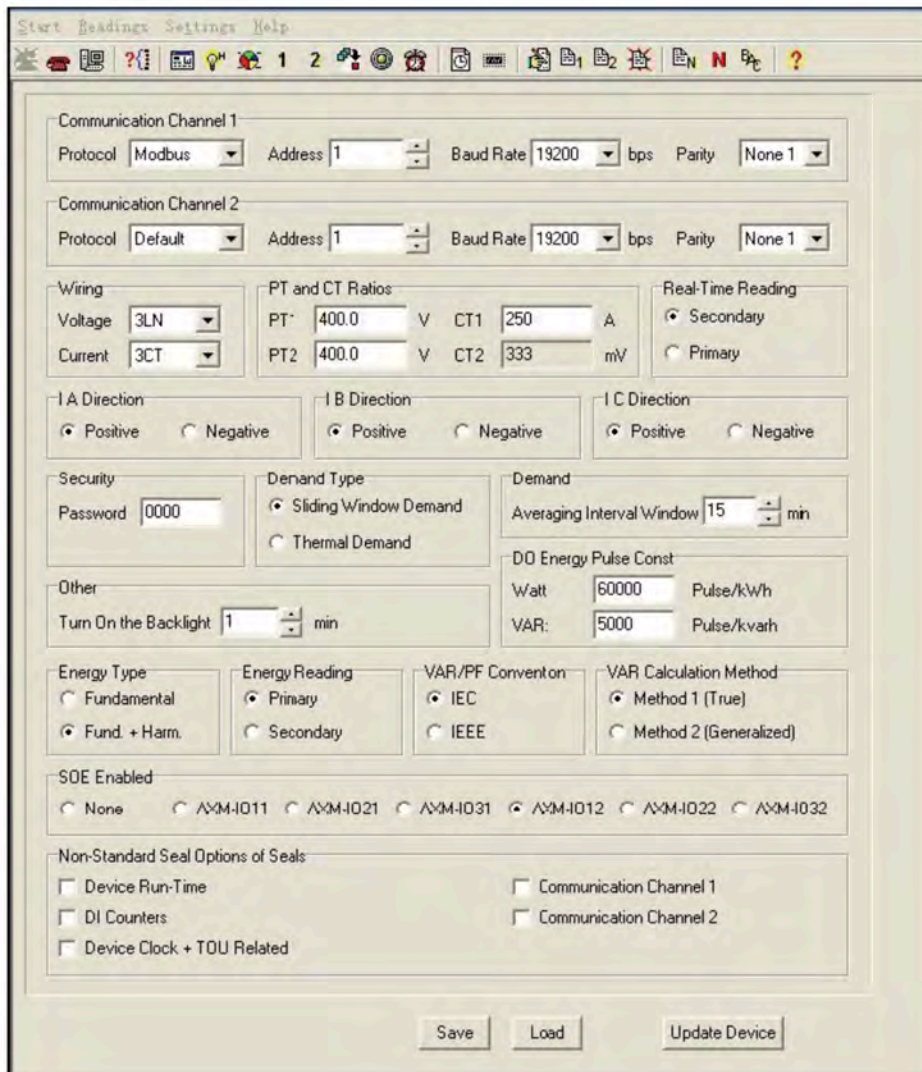 Start Readings Settings Help
?{} H 1 2 1 2 N N BAC ?
Communication Channel 1
Protocol Modbus Address 1 Baud Rate 19200 bps Parity None 1
Communication Channel 2
Protocol Default Address 1 Baud Rate 19200 bps Parity None 1
Wiring PT and CT Ratios Real-Time Reading
Voltage 3LN PT1 400.0 V CT1 250 A Secondary
Current 3CT PT2 400.0 V CT2 333 mV Primary
I A Direction I B Direction I C Direction
Positive Negative Positive Negative Positive Negative
Security Demand Type Demand
Password 0000 Sliding Window Demand Averaging Interval Window 15 min
Thermal Demand
DO Energy Pulse Const
Other Watt 60000 Pulse/kWh
Turn On the Backlight 1 min VAR: 5000 Pulse/kvarh
Energy Type Energy Reading VAR/PF Conventon VAR Calculation Method
Fundamental Primary IEC Method 1 (True)
Fund. + Harm. Secondary IEEE Method 2 (Generalized)
SOE Enabled
None AXM-IO11 AXM-IO21 AXM-IO31 AXM-IO12 AXM-IO22 AXM-IO32
Non-Standard Seal Options of Seals
Device Run-Time Communication Channel 1
DI Counters Communication Channel 2
Device Clock + TOU Related
Save Load Update Device